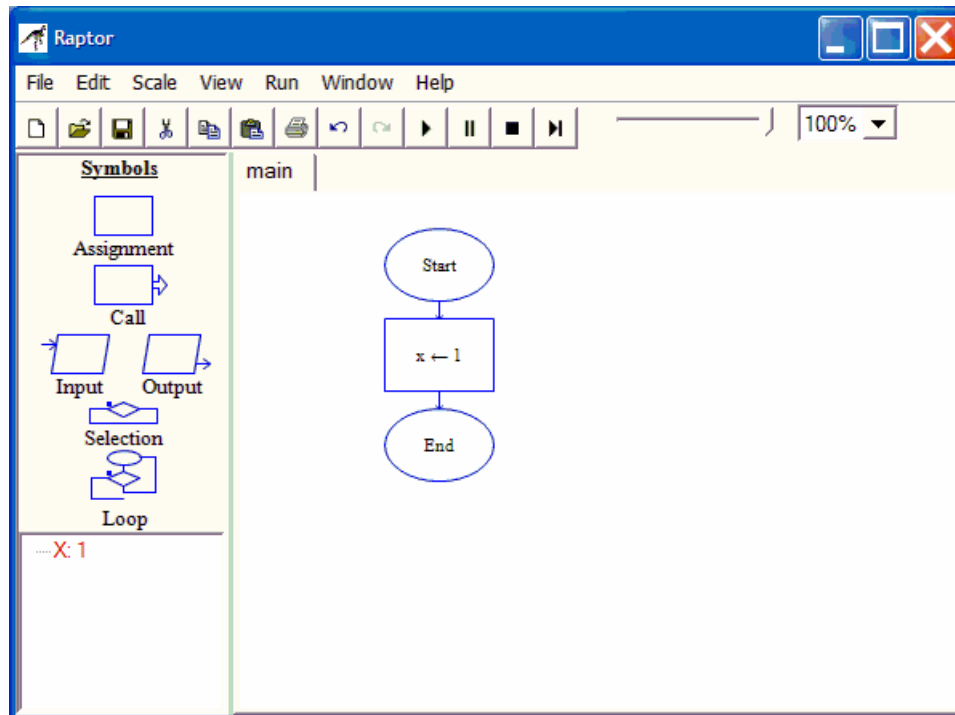 Raptor
File Edit Scale View Run Window Help
100%
Symbols
main
Assignment
Call
Input Output
Selection
Loop
X: 1
Start
x ← 1
End